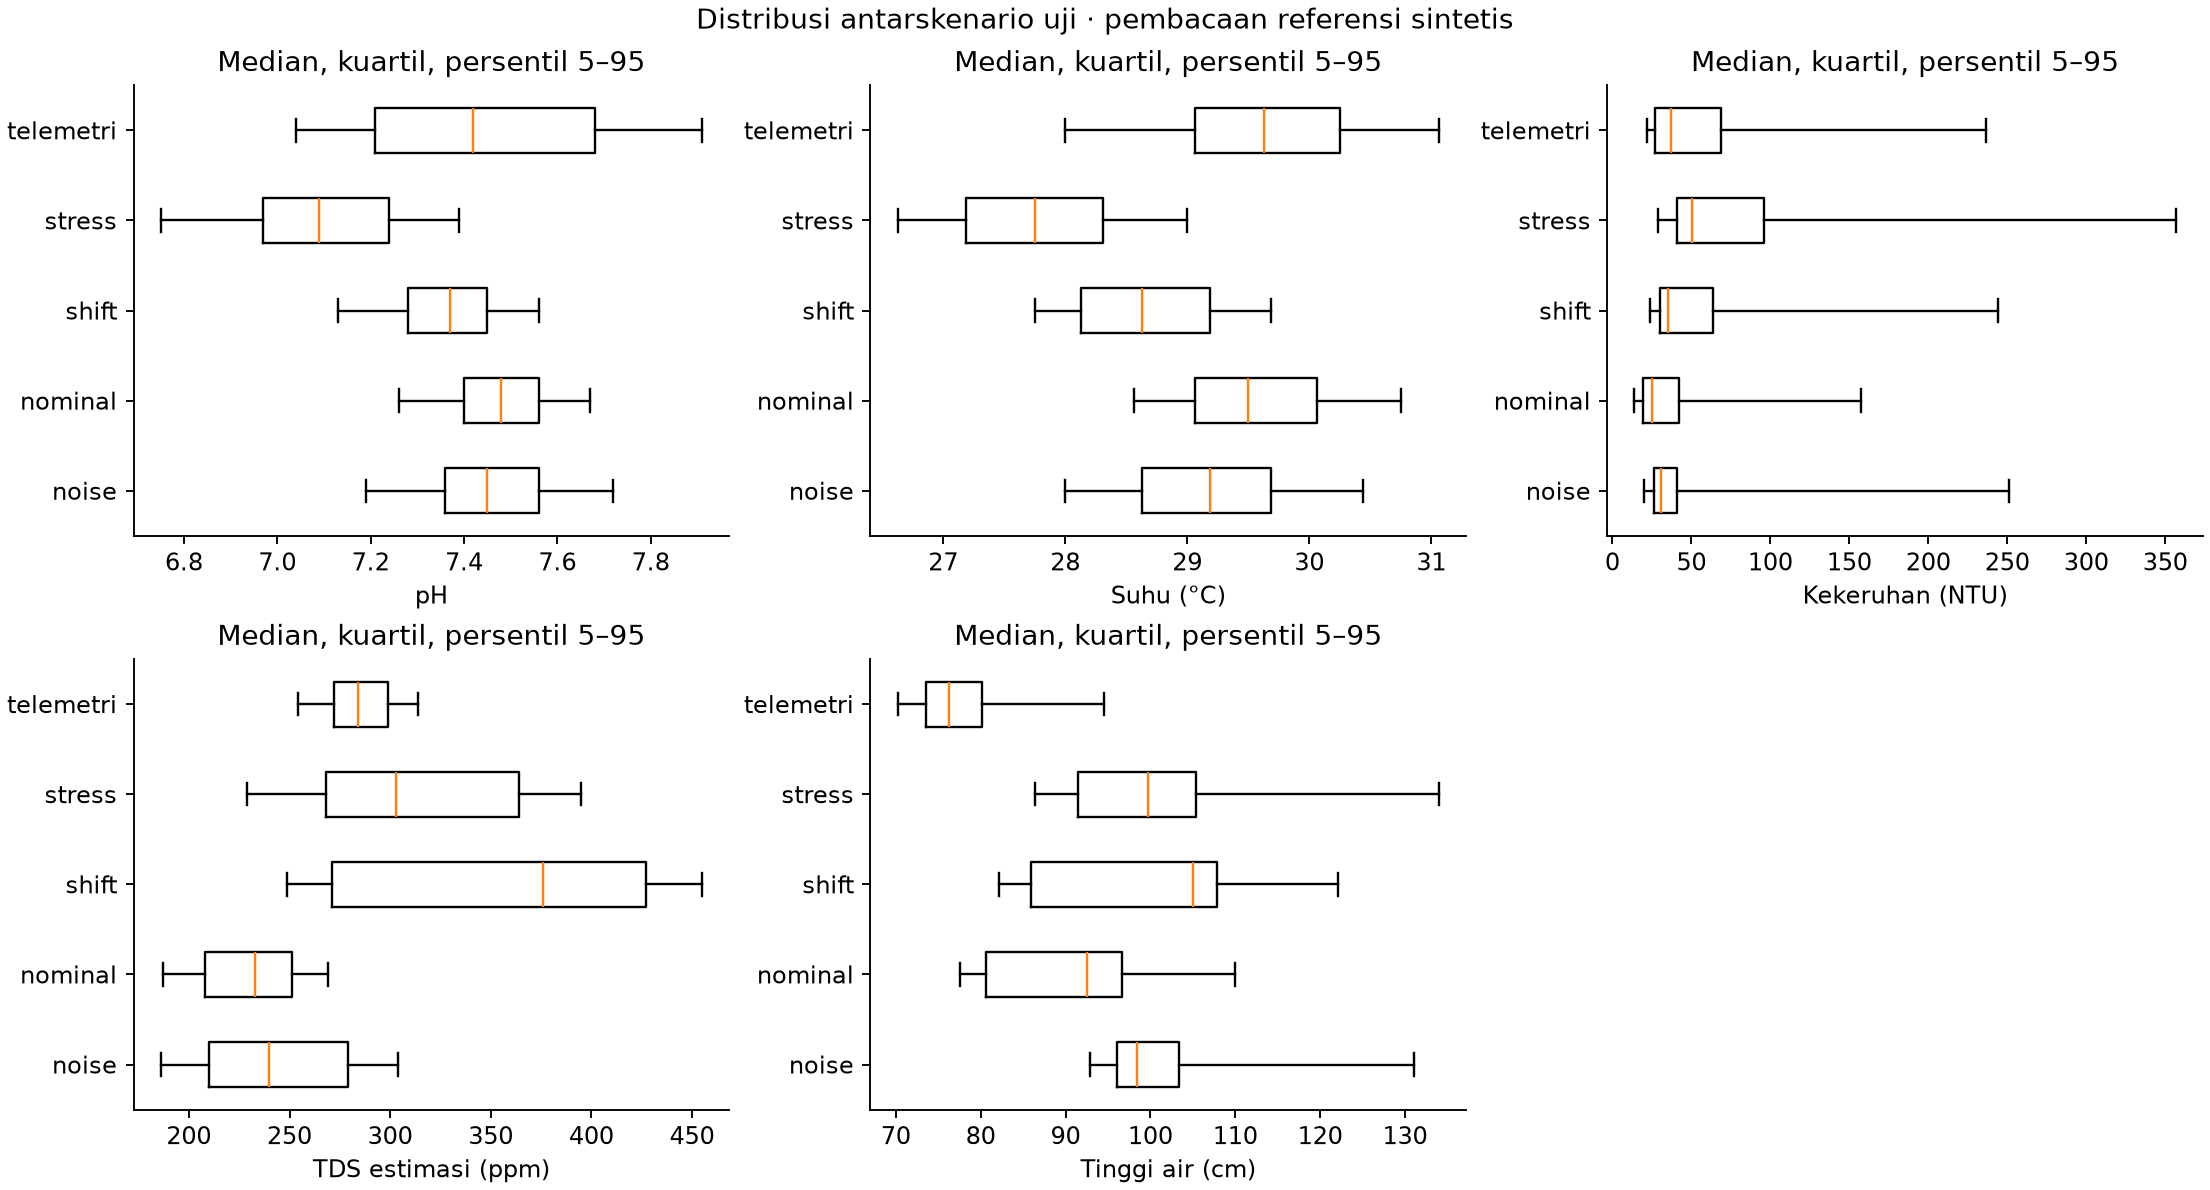 Distribusi antarskenario uji · pembacaan referensi sintetis
Median, kuartil, persentil 5–95
telemetri
stress
shift
nominal
noise
6.8 7.0 7.2 7.4 7.6 7.8
pH
Median, kuartil, persentil 5–95
telemetri
stress
shift
nominal
noise
27 28 29 30 31
Suhu (°C)
Median, kuartil, persentil 5–95
telemetri
stress
shift
nominal
noise
0 50 100 150 200 250 300 350
Kekeruhan (NTU)
Median, kuartil, persentil 5–95
telemetri
stress
shift
nominal
noise
200 250 300 350 400 450
TDS estimasi (ppm)
Median, kuartil, persentil 5–95
telemetri
stress
shift
nominal
noise
70 80 90 100 110 120 130
Tinggi air (cm)